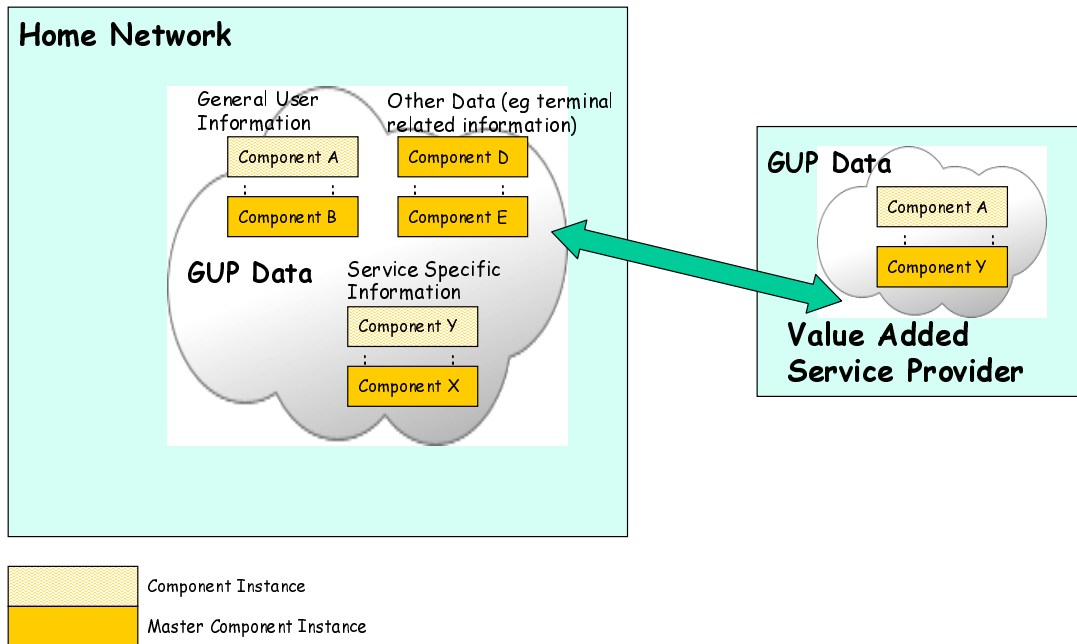 Home Network
General User
Information
Component A
Component B
Other Data (eg terminal
related information)
Component D
Component E
GUP Data
Service Specific
Information
Component Y
Component X
GUP Data
Component A
Component Y
Value Added
Service Provider
Component Instance
Master Component Instance